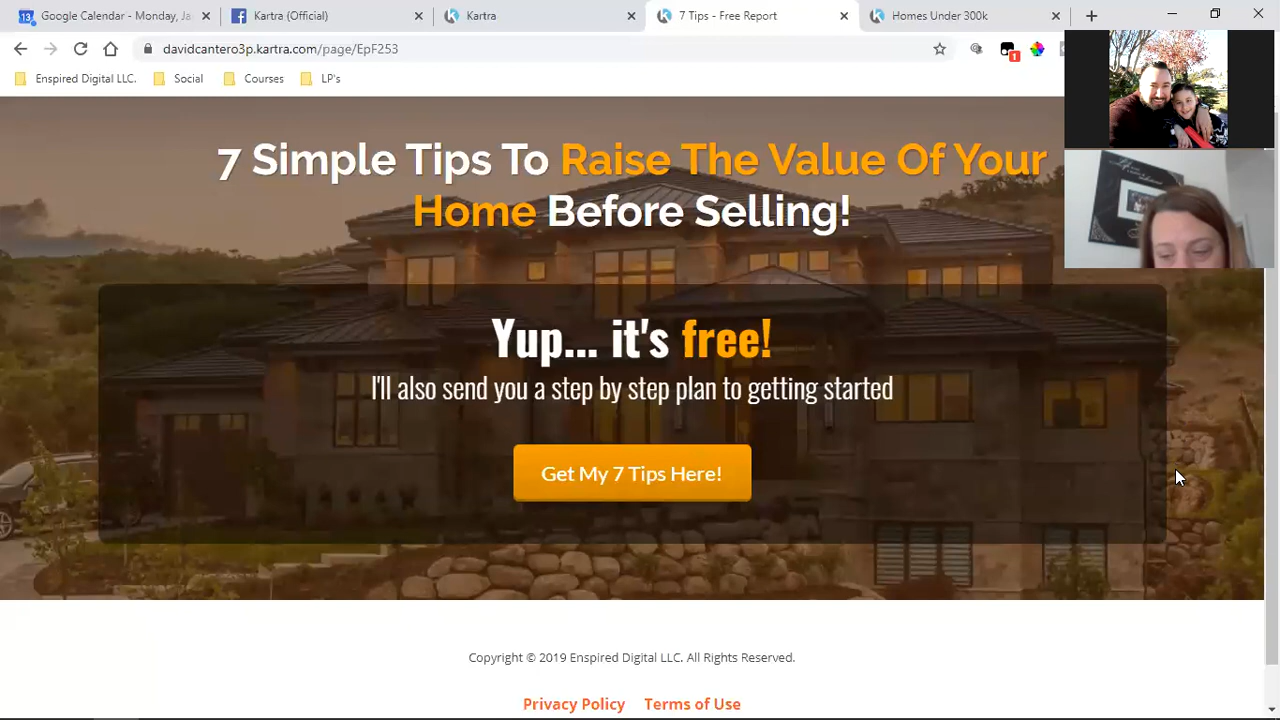 13 Google Calendar - Monday, Ja
Kartra (Official)
Kartra
7 Tips - Free Report
Homes Under 300k
davidcantero3p.kartra.com/page/EpF253
1
Enspired Digital LLC.
Social
Courses
LP's
7 Simple Tips To Raise The Value Of Your
Home Before Selling!
Yup... it's free!
I'll also send you a step by step plan to getting started
Get My 7 Tips Here!
Copyright © 2019 Enspired Digital LLC. All Rights Reserved.
Privacy Policy Terms of Use